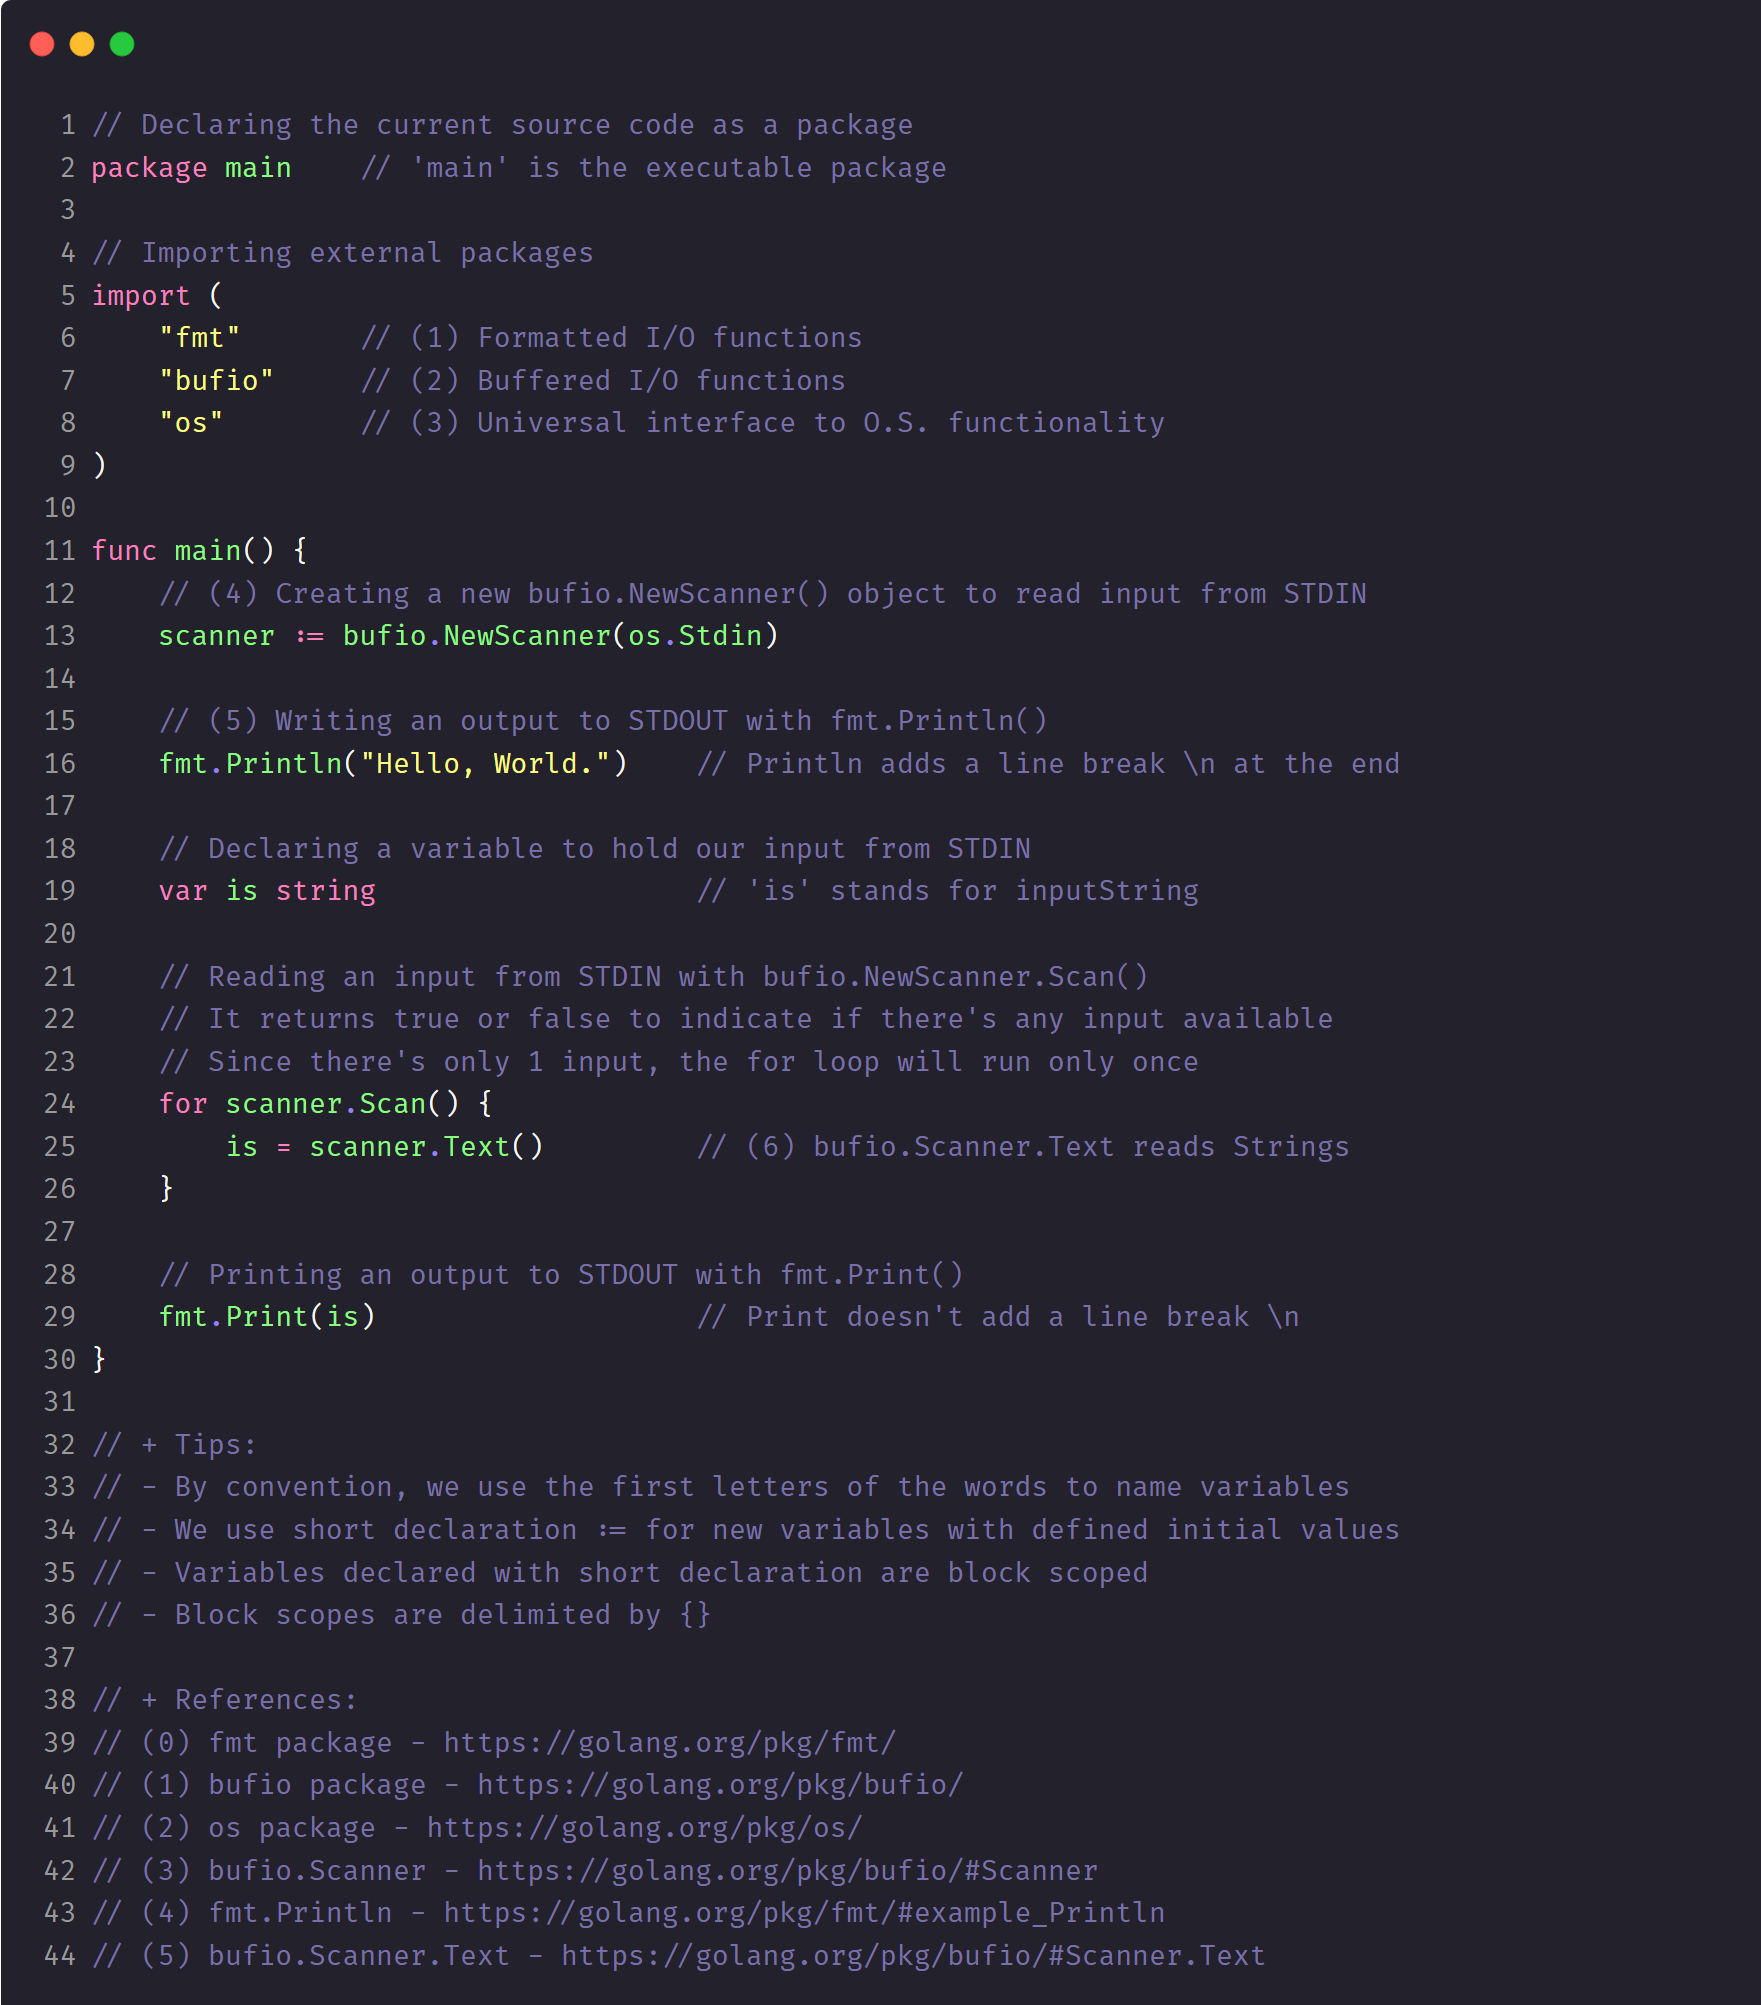 1 // Declaring the current source code as a package
2 package main    // 'main' is the executable package
3
4 // Importing external packages
5 import (
6     "fmt"       // (1) Formatted I/O functions
7     "bufio"     // (2) Buffered I/O functions
8     "os"        // (3) Universal interface to O.S. functionality
9 )
10
11 func main() {
12     // (4) Creating a new bufio.NewScanner() object to read input from STDIN
13     scanner := bufio.NewScanner(os.Stdin)
14
15     // (5) Writing an output to STDOUT with fmt.Println()
16     fmt.Println("Hello, World.")    // Println adds a line break \n at the end
17
18     // Declaring a variable to hold our input from STDIN
19     var is string                   // 'is' stands for inputString
20
21     // Reading an input from STDIN with bufio.NewScanner.Scan()
22     // It returns true or false to indicate if there's any input available
23     // Since there's only 1 input, the for loop will run only once
24     for scanner.Scan() {
25         is = scanner.Text()         // (6) bufio.Scanner.Text reads Strings
26     }
27
28     // Printing an output to STDOUT with fmt.Print()
29     fmt.Print(is)                   // Print doesn't add a line break \n
30 }
31
32 // + Tips:
33 // - By convention, we use the first letters of the words to name variables
34 // - We use short declaration := for new variables with defined initial values
35 // - Variables declared with short declaration are block scoped
36 // - Block scopes are delimited by {}
37
38 // + References:
39 // (0) fmt package - https://golang.org/pkg/fmt/
40 // (1) bufio package - https://golang.org/pkg/bufio/
41 // (2) os package - https://golang.org/pkg/os/
42 // (3) bufio.Scanner - https://golang.org/pkg/bufio/#Scanner
43 // (4) fmt.Println - https://golang.org/pkg/fmt/#example_Println
44 // (5) bufio.Scanner.Text - https://golang.org/pkg/bufio/#Scanner.Text